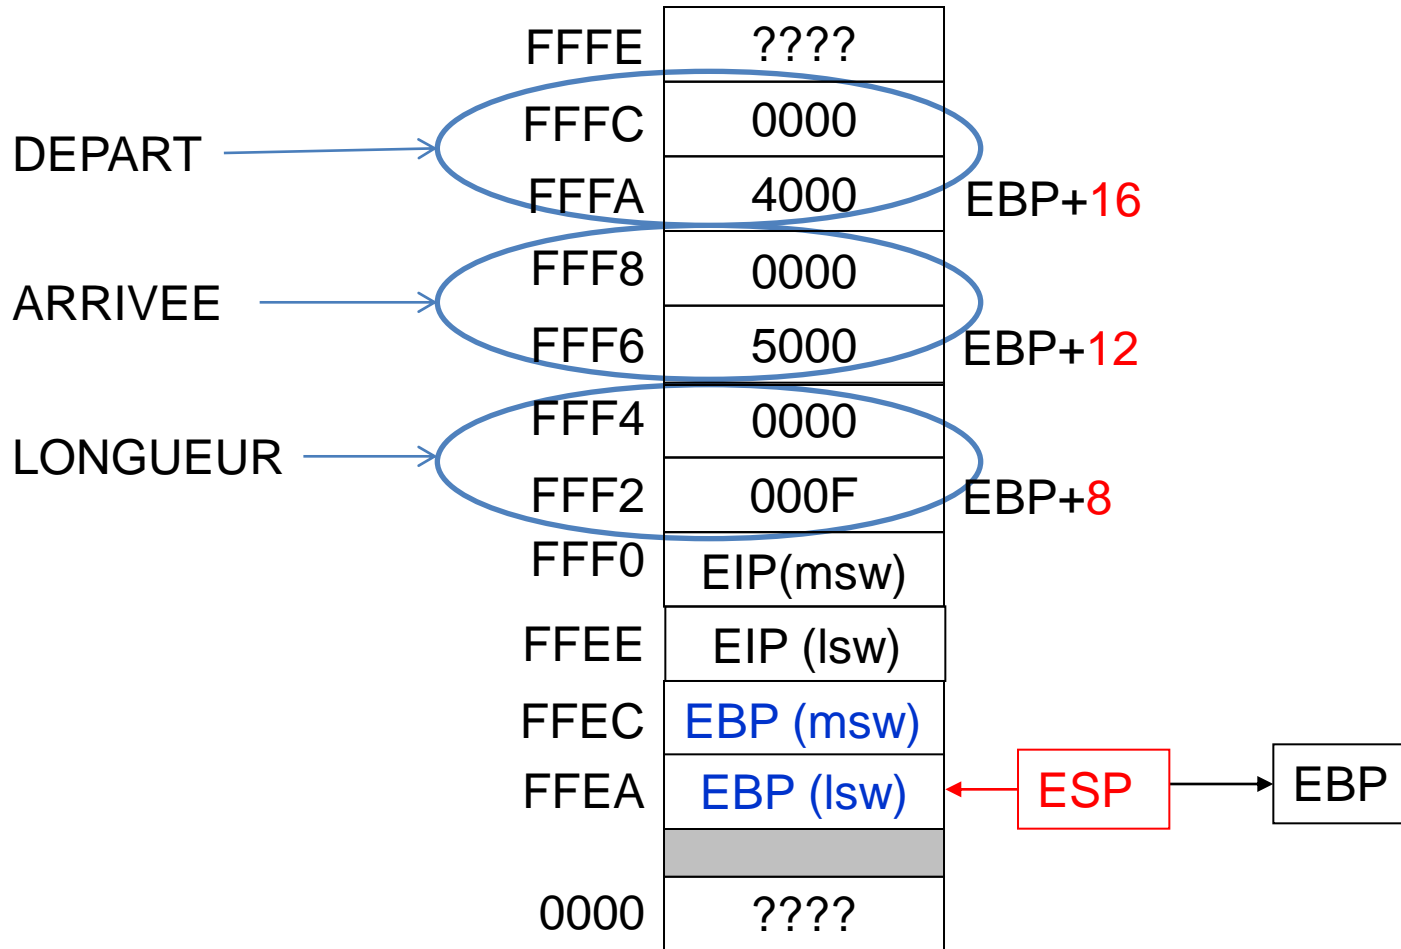 FFFE ????
DEPART FFFC 0000
FFFA 4000 EBP+16
FFF8 0000
ARRIVEE
FFF6 5000 EBP+12
FFF4 0000
LONGUEUR
FFF2 000F EBP+8
FFF0 EIP(msw)
FFEE EIP (lsw)
FFEC EBP (msw)
FFEA EBP (lsw) ESP EBP
0000 ????